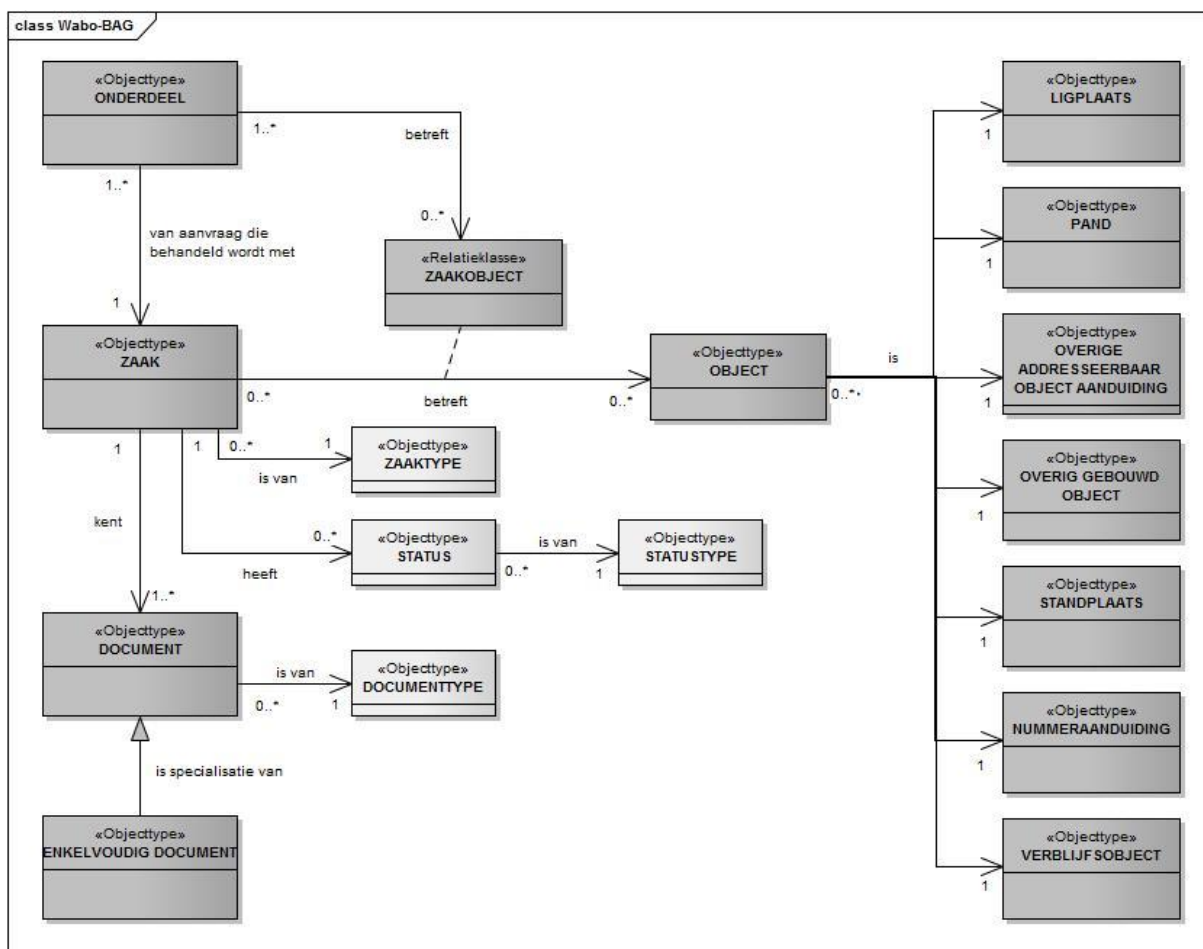 class Wabo-BAG
«Objecttype»
ONDERDEEL
1..*
betreft
0..*
1..*
van aanvraag die
behandeld wordt met
1
«Relatieklasse»
ZAAKOBJECT
«Objecttype»
ZAAK
0..*
betreft
0..*
«Objecttype»
OBJECT
0..*
is
1
1
0..*
1
is van
«Objecttype»
ZAAKTYPE
kent
0..*
heeft
«Objecttype»
STATUS
is van
0..*
1
«Objecttype»
STATUSTYPE
1..*
«Objecttype»
DOCUMENT
is van
0..*
1
«Objecttype»
DOCUMENTTYPE
is specialisatie van
«Objecttype»
ENKELVOUDIG DOCUMENT
«Objecttype»
LIGPLAATS
1
«Objecttype»
PAND
1
«Objecttype»
OVERIGE
ADDRESSEERBAAR
OBJECT AANDUIDING
1
«Objecttype»
OVERIG GEBOUWD
OBJECT
1
«Objecttype»
STANDPLAATS
1
«Objecttype»
NUMMERAANDUIDING
1
«Objecttype»
VERBLIJFSOBJECT
1